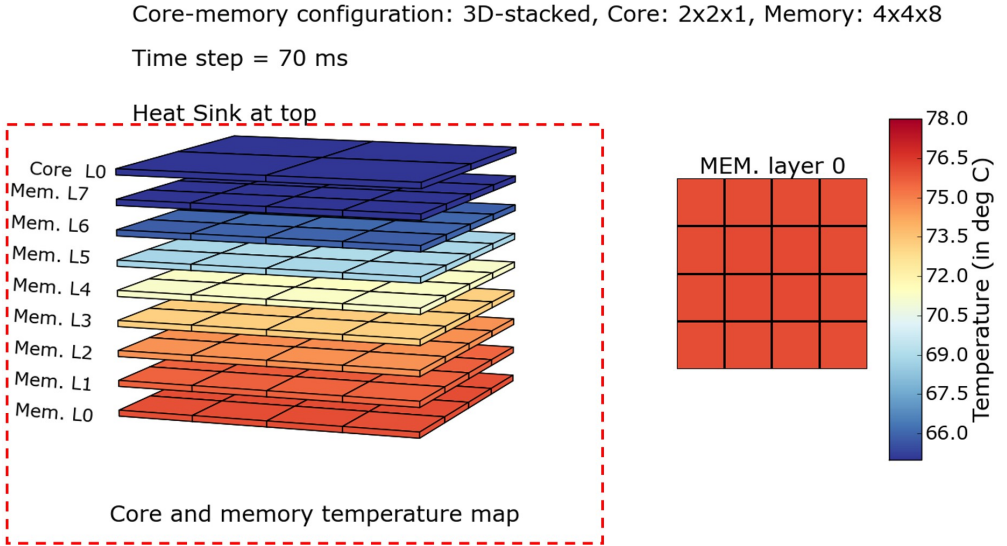 Core-memory configuration: 3D-stacked, Core: 2x2x1, Memory: 4x4x8
Time step = 70 ms
Heat Sink at top
Core L0
Mem. L7
Mem. L6
Mem. L5
Mem. L4
Mem. L3
Mem. L2
Mem. L1
Mem. L0
Core and memory temperature map
MEM. layer 0
78.0
76.5
75.0
73.5
72.0
70.5
69.0
67.5
66.0
Temperature (in deg C)